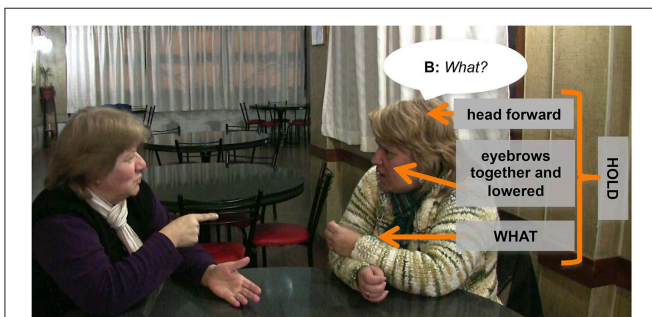 B: What?
head forward
eyebrows
together and
lowered
WHAT
HOLD